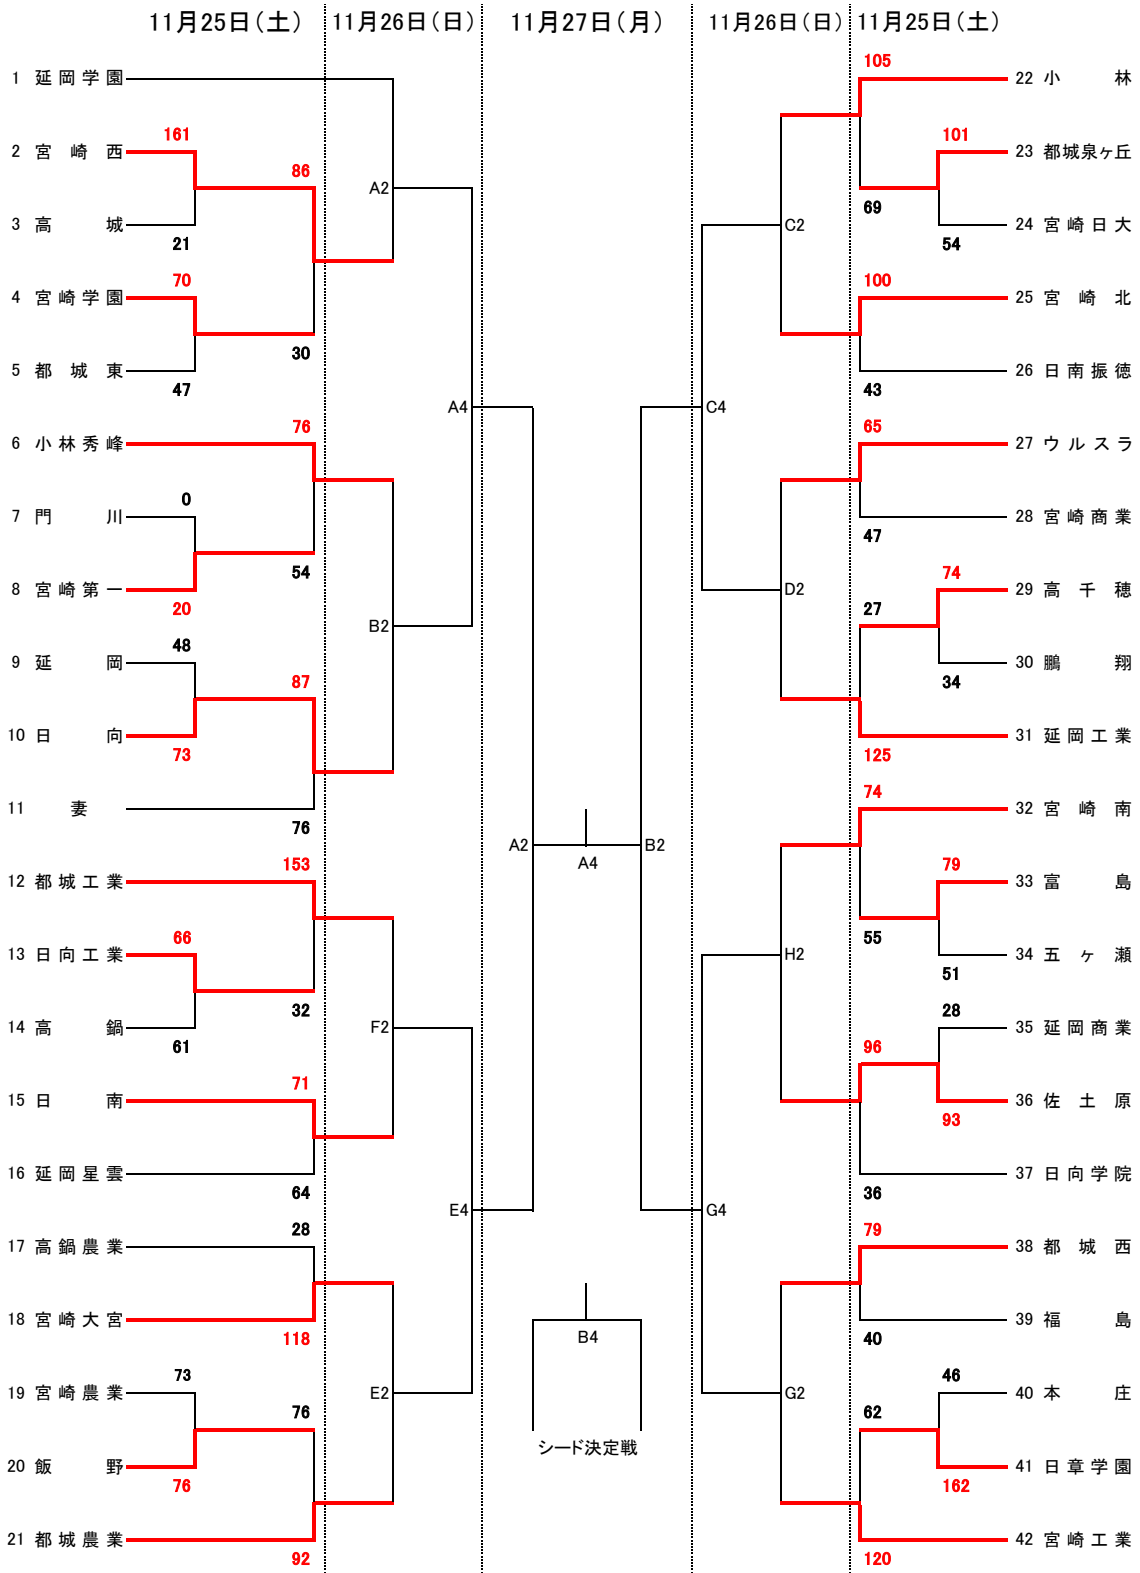 11月25日(土) 11月26日(日) 11月27日(月) 11月26日(日) 11月25日(土)
1 延岡学園
161
2 宮崎西
86
A2
3 高城
21
70
4 宮崎学園
30
5 都城東
47
A4
76
6 小林秀峰
0
7 門川
54
8 宮崎第一
20
B2
48
9 延岡
87
10 日向
73
11 妻
76
153
12 都城工業
66
13 日向工業
32
14 高鍋
61
F2
71
15 日南
16 延岡星雲
64
E4
28
17 高鍋農業
18 宮崎大宮
118
73
19 宮崎農業
76
E2
20 飯野
76
21 都城農業
92
A2
A4
B2
B4
シード決定戦
105
22 小林
101
23 都城泉ヶ丘
69
C2
24 宮崎日大
54
100
25 宮崎北
26 日南振徳
43
C4
65
27 ウルスラ
28 宮崎商業
47
74
29 高千穂
27
D2
30 鵬翔
34
31 延岡工業
125
74
32 宮崎南
79
33 富島
55
H2
34 五ヶ瀬
51
28
35 延岡商業
96
36 佐土原
93
37 日向学院
36
G4
79
38 都城西
39 福島
40
46
40 本庄
62
G2
41 日章学園
162
42 宮崎工業
120